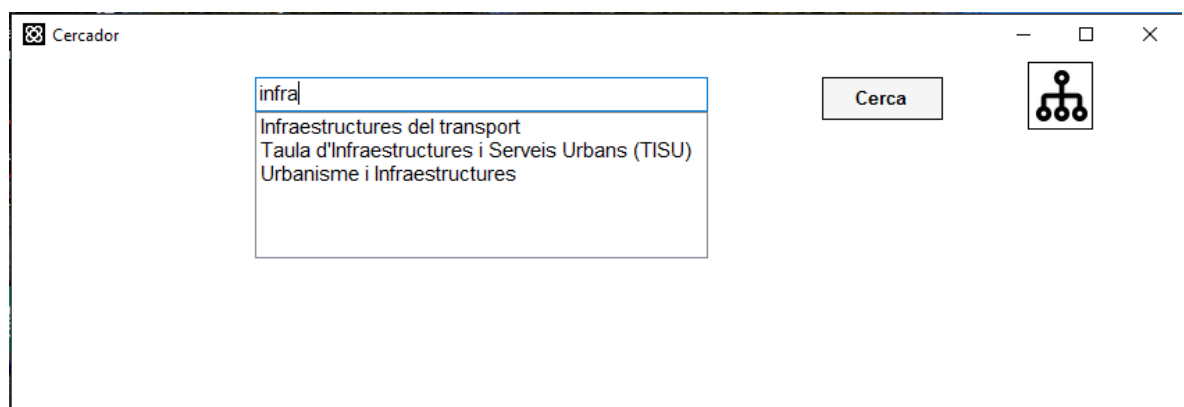 Cercador
infra
Cerca
Infraestructures del transport
Taula d'Infraestructures i Serveis Urbans (TISU)
Urbanisme i Infraestructures